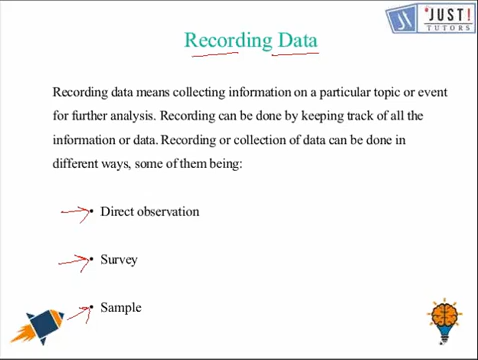 JUST!
TUTORS
Recording Data
Recording data means collecting information on a particular topic or event
for further analysis. Recording can be done by keeping track of all the
information or data. Recording or collection of data can be done in
different ways, some of them being:
• Direct observation
• Survey
• Sample